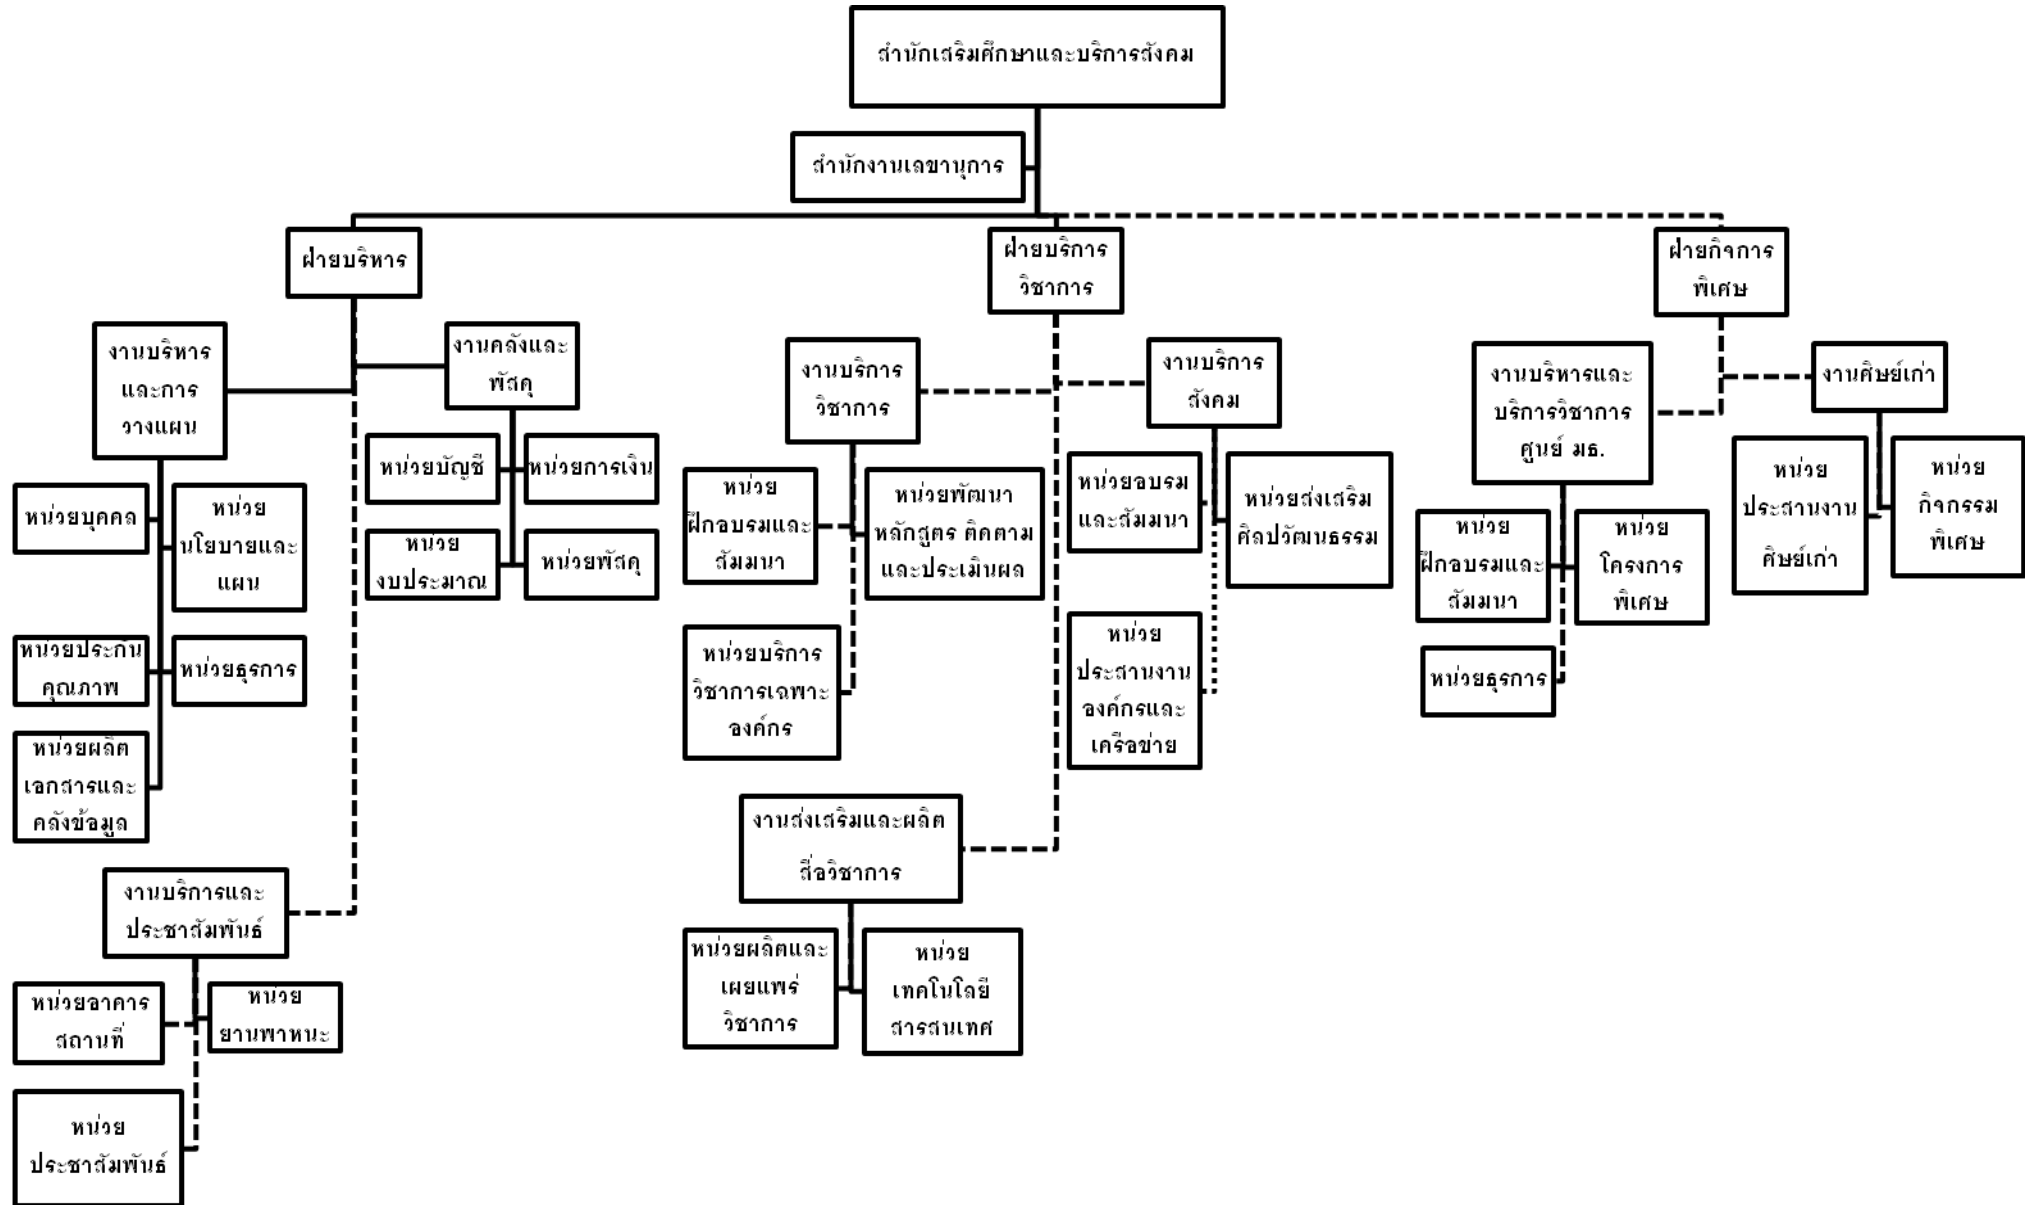 สำนักเสริมศึกษาและบริการสังคม
สำนักงานเลขานุการ
ฝ่ายบริหาร
ฝ่ายบริการ
วิชาการ
ฝ่ายกิจการ
พิเศษ
งานบริหาร
และการ
วางแผน
งานคลังและ
พัสดุ
หน่วยบัญชี
หน่วยการเงิน
หน่วย
งบประมาณ
หน่วยพัสดุ
หน่วยบุคคล
หน่วย
นโยบายและ
แผน
หน่วยประกัน
คุณภาพ
หน่วยธุรการ
หน่วยผลิต
เอกสารและ
คลังข้อมูล
งานบริการและ
ประชาสัมพันธ์
หน่วยอาคาร
สถานที่
หน่วย
ยานพาหนะ
หน่วย
ประชาสัมพันธ์
งานบริการ
วิชาการ
งานบริการ
สังคม
หน่วย
ฝึกอบรมและ
สัมมนา
หน่วยพัฒนา
หลักสูตร ติดตาม
และประเมินผล
หน่วยบริการ
วิชาการเฉพาะ
องค์กร
หน่วยอบรม
และสัมมนา
หน่วยส่งเสริม
ศิลปวัฒนธรรม
หน่วย
ประสานงาน
องค์กรและ
เครือข่าย
งานส่งเสริมและผลิต
สื่อวิชาการ
หน่วยผลิตและ
เผยแพร่
วิชาการ
หน่วย
เทคโนโลยี
สารสนเทศ
งานบริหารและ
บริการวิชาการ
ศูนย์ มธ.
งานศิษย์เก่า
หน่วย
ฝึกอบรมและ
สัมมนา
หน่วย
โครงการ
พิเศษ
หน่วยธุรการ
หน่วย
ประสานงาน
ศิษย์เก่า
หน่วย
กิจกรรม
พิเศษ